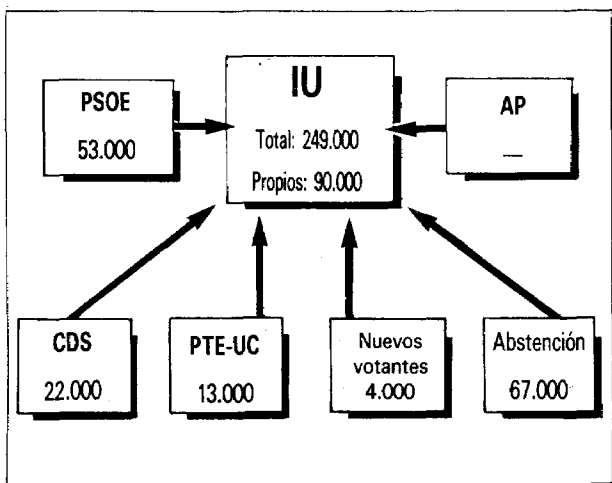 PSOE
53.000
IU
Total: 249.000
Propios: 90.000
AP
—
CDS
22.000
PTE-UC
13.000
Nuevos
votantes
4.000
Abstención
67.000